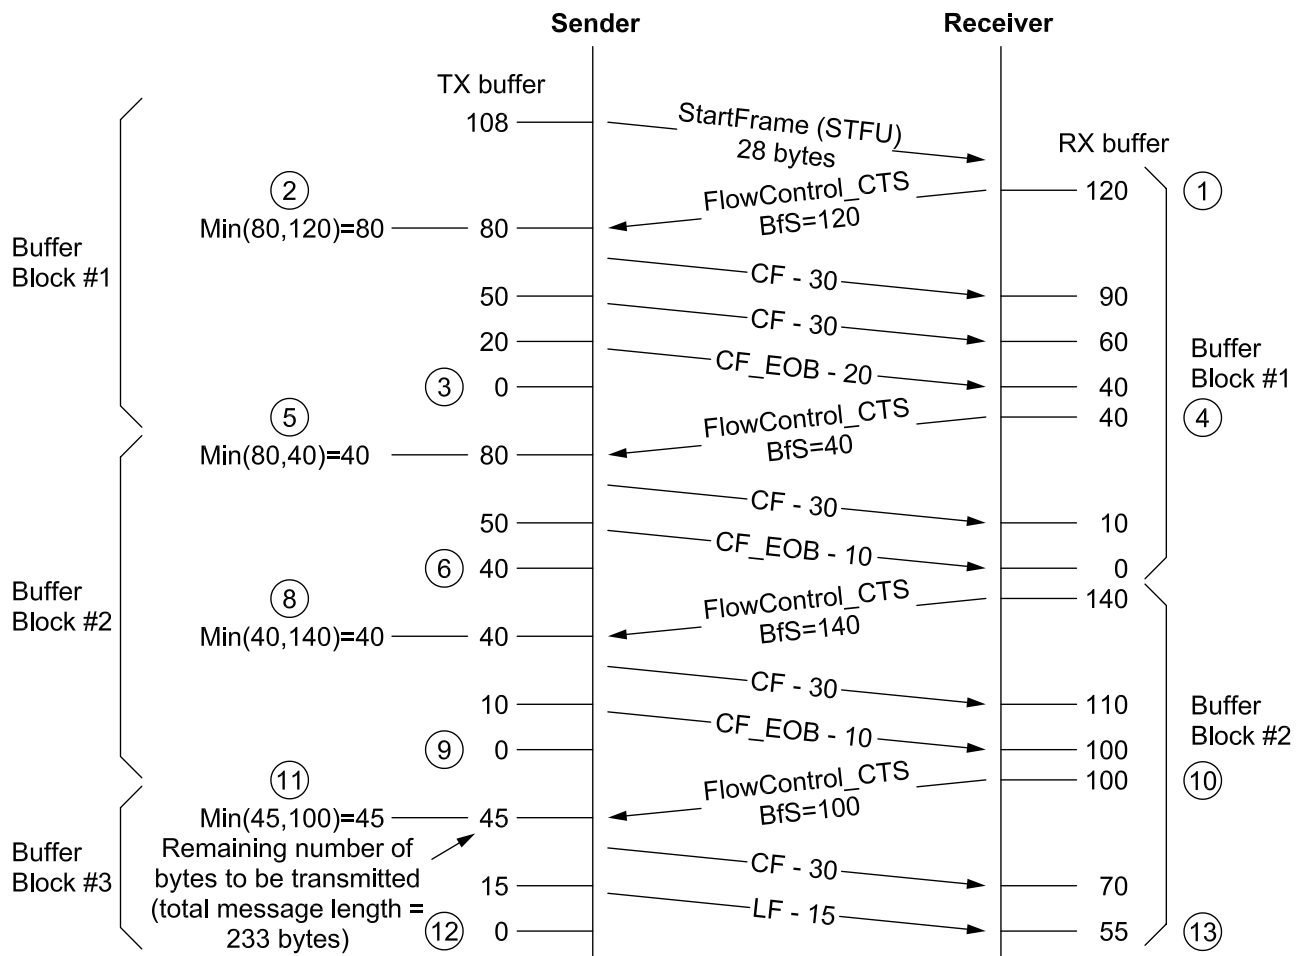 Sender
Receiver
TX buffer
108
StartFrame (STFU)
28 bytes
RX buffer
2
FlowControl_CTS
BfS=120
120
1
Min(80,120)=80
80
Buffer
Block #1
CF - 30
50
90
CF - 30
20
60
CF_EOB - 20
Buffer
Block #1
3
0
40
5
FlowControl_CTS
BfS=40
40
4
Min(80,40)=40
80
CF - 30
50
10
CF_EOB - 10
6
40
0
Buffer
Block #2
8
FlowControl_CTS
BfS=140
140
Min(40,140)=40
40
CF - 30
10
110
Buffer
Block #2
CF_EOB - 10
9
0
100
11
FlowControl_CTS
BfS=100
100
10
Min(45,100)=45
45
Remaining number of
bytes to be transmitted
(total message length =
233 bytes)
Buffer
Block #3
CF - 30
15
70
LF - 15
12
0
55
13